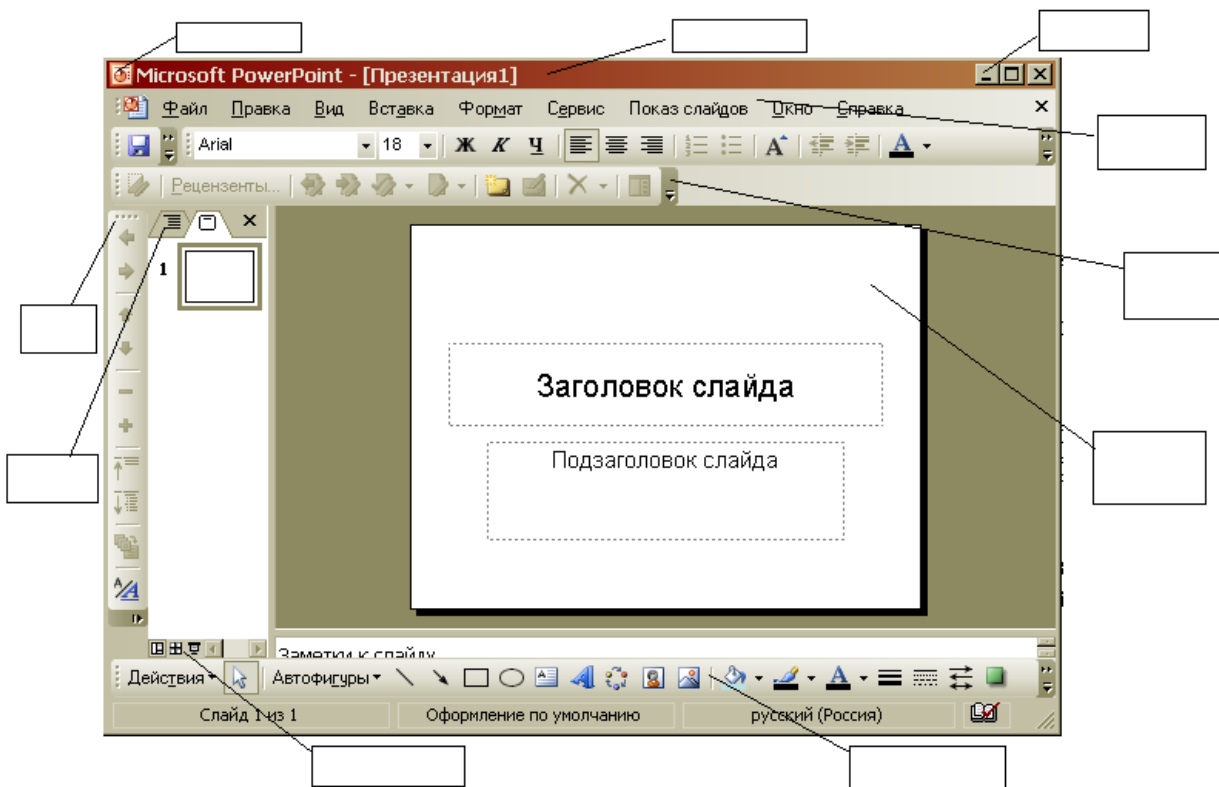 Microsoft PowerPoint - [Презентация1]
Файл Правка Вид Вставка Формат Сервис Показ слайдов Окно Справка
Arial 18 Ж К Ч
Рецензенты...
1
Заголовок слайда
Подзаголовок слайда
Заметки к слайду
Действия Автофигуры
Слайд 1 из 1 Оформление по умолчанию русский (Россия)